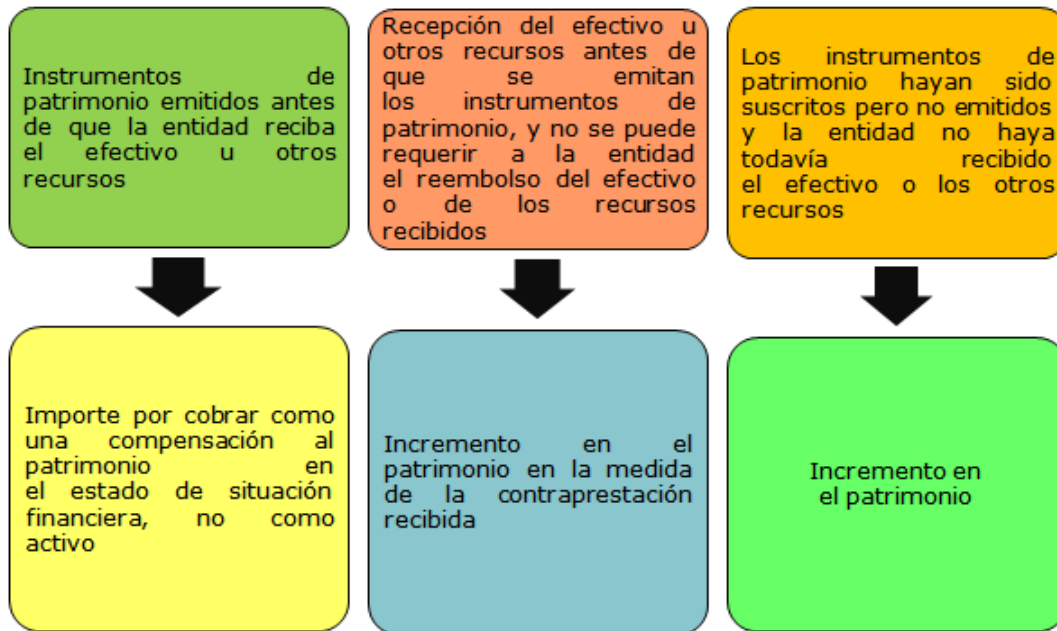 Instrumentos de
patrimonio emitidos antes
de que la entidad reciba
el efectivo u otros
recursos
Recepción del efectivo u
otros recursos antes de
que se emitan
los instrumentos de
patrimonio, y no se puede
requerir a la entidad
el reembolso del efectivo
o de los recursos
recibidos
Los instrumentos de
patrimonio hayan sido
suscritos pero no emitidos
y la entidad no haya
todavía recibido
el efectivo o los otros
recursos
Importe por cobrar como
una compensación al
patrimonio en
el estado de situación
financiera, no como
activo
Incremento en el
patrimonio en la medida
de la contraprestación
recibida
Incremento en
el patrimonio